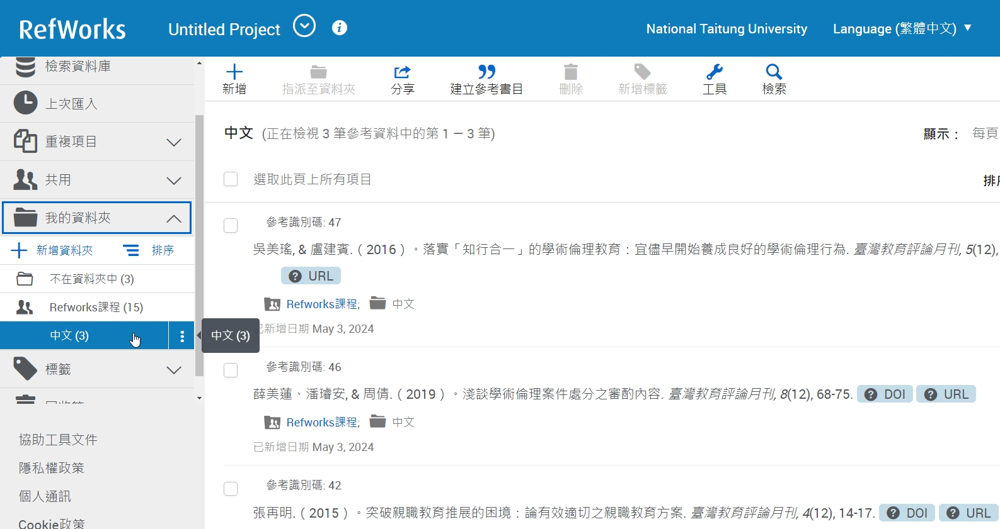 RefWorks
Untitled Project
National Taitung University
Language (繁體中文) ▼
檢索資料庫
上次匯入
重複項目
共用
我的資料夾
新增資料夾 排序
不在資料夾中 (3)
Refworks課程 (15)
中文 (3)
標籤
協助工具文件
隱私權政策
個人通訊
Cookie政策
新增 指派至資料夾 分享 建立參考書目 刪除 新增標籤 工具 檢索
中文 (正在檢視 3 筆參考資料中的第 1 — 3 筆)
顯示： 每頁
選取此頁上所有項目
參考識別碼: 47
吳美瑤, & 盧建賓.（2016）。落實「知行合一」的學術倫理教育：宜儘早開始養成良好的學術倫理行為. 臺灣教育評論月刊, 5(12),
URL
Refworks課程; 中文
已新增日期 May 3, 2024
中文 (3)
參考識別碼: 46
薛美蓮、潘璿安, & 周倩.（2019）。淺談學術倫理案件處分之審酌內容. 臺灣教育評論月刊, 8(12), 68-75. DOI URL
Refworks課程; 中文
已新增日期 May 3, 2024
參考識別碼: 42
張再明.（2015）。突破親職教育推展的困境：論有效適切之親職教育方案. 臺灣教育評論月刊, 4(12), 14-17. DOI URL